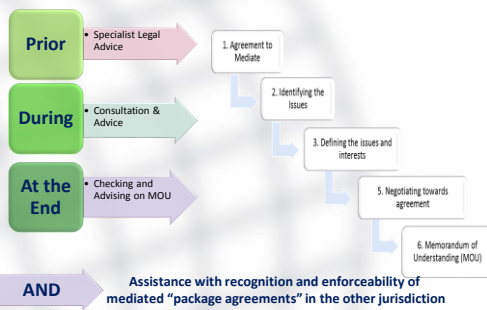 Prior
• Specialist Legal
Advice
During
• Consultation &
Advice
At the
End
• Checking and
Advising on MOU
1. Agreement to
Mediate
2. Identifying the
Issues
3. Defining the issues and
interests
5. Negotiating towards
agreement
6. Memorandum of
Understanding (MOU)
AND
Assistance with recognition and enforceability of
mediated “package agreements” in the other jurisdiction